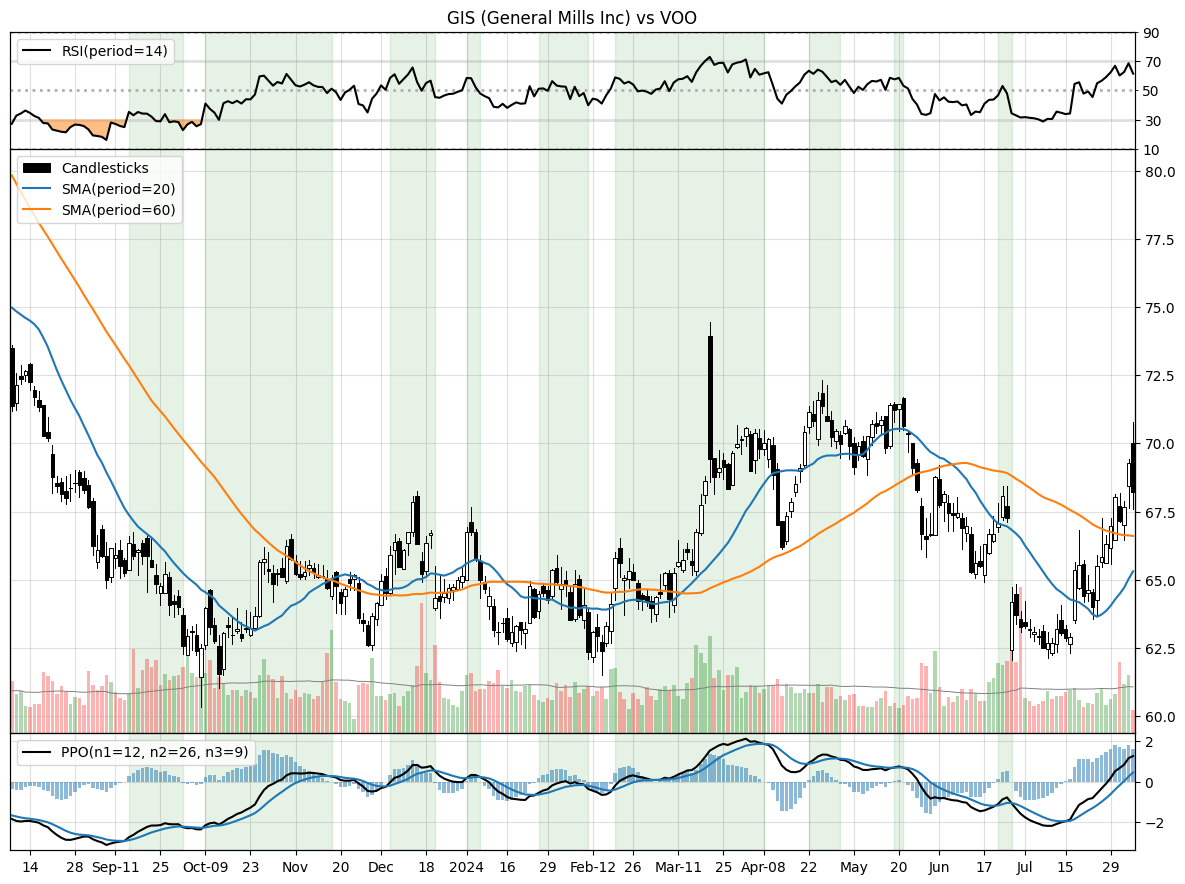 GIS (General Mills Inc) vs VOO
RSI(period=14)
90
70
50
30
10
Candlesticks
SMA(period=20)
SMA(period=60)
80.0
77.5
75.0
72.5
70.0
67.5
65.0
62.5
60.0
PPO(n1=12, n2=26, n3=9)
2
0
−2
14 28 Sep-11 25 Oct-09 23 Nov 20 Dec 18 2024 16 29 Feb-12 26 Mar-11 25 Apr-08 22 May 20 Jun 17 Jul 15 29